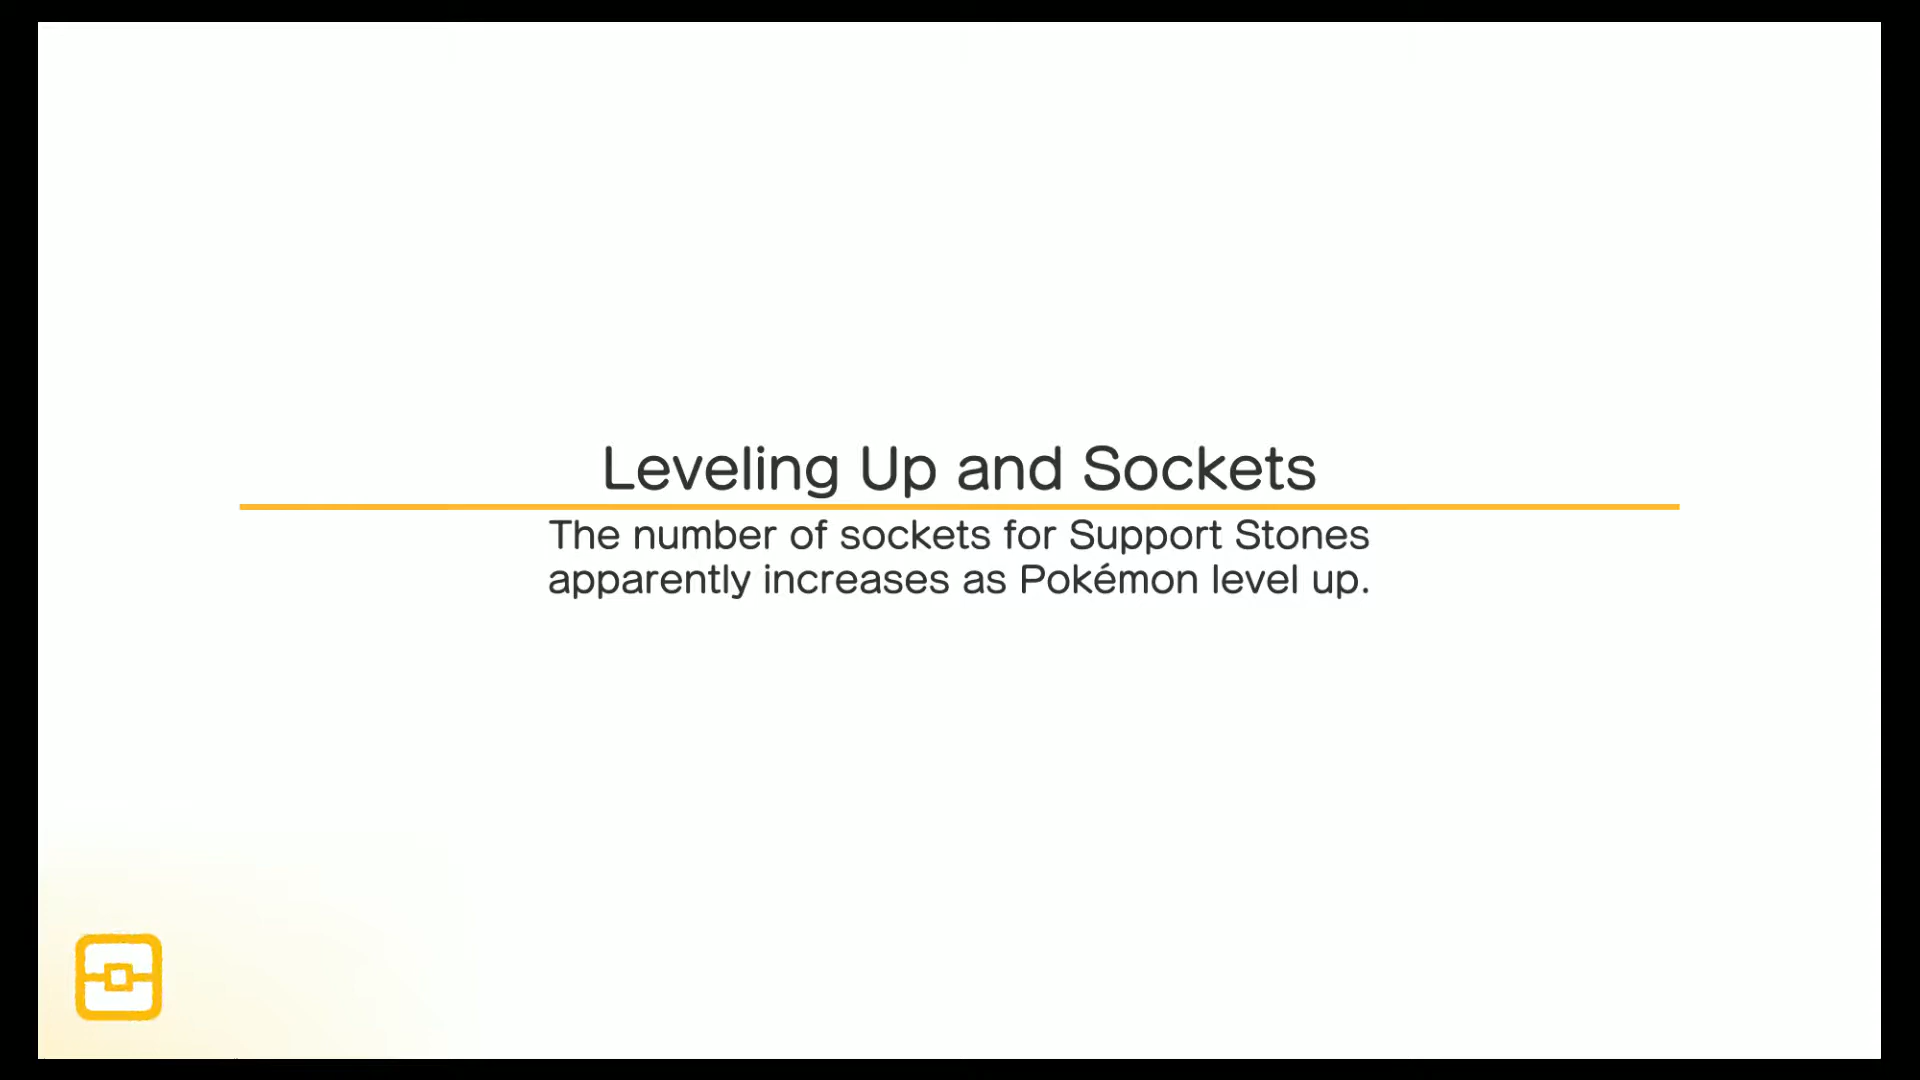 Leveling Up and Sockets
The number of sockets for Support Stones
apparently increases as Pokémon level up.